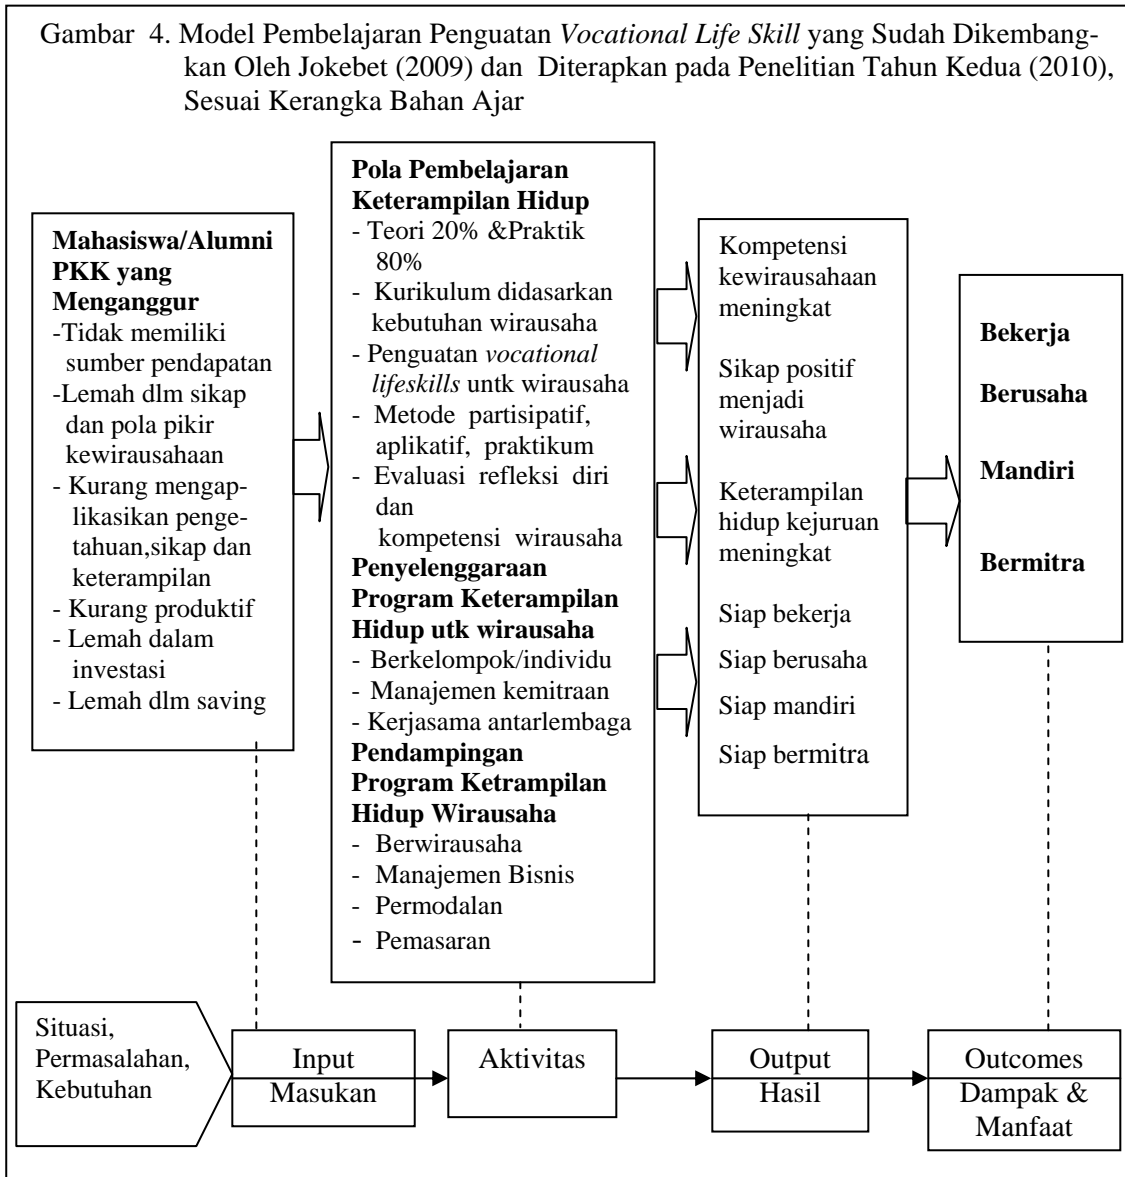 Gambar  4. Model Pembelajaran Penguatan Vocational Life Skill yang Sudah Dikembang-
kan Oleh Jokebet (2009) dan  Diterapkan pada Penelitian Tahun Kedua (2010),
Sesuai Kerangka Bahan Ajar
Mahasiswa/Alumni
PKK yang
Menganggur
-Tidak memiliki
sumber pendapatan
-Lemah dlm sikap
dan pola pikir
kewirausahaan
- Kurang mengap-
likasikan penge-
tahuan,sikap dan
keterampilan
- Kurang produktif
- Lemah dalam
investasi
- Lemah dlm saving
Pola Pembelajaran
Keterampilan Hidup
- Teori 20% &Praktik
80%
- Kurikulum didasarkan
kebutuhan wirausaha
- Penguatan vocational
lifeskills untk wirausaha
- Metode  partisipatif,
aplikatif,  praktikum
- Evaluasi  refleksi  diri
dan
kompetensi  wirausaha
Penyelenggaraan
Program Keterampilan
Hidup utk wirausaha
- Berkelompok/individu
- Manajemen kemitraan
- Kerjasama antarlembaga
Pendampingan
Program Ketrampilan
Hidup Wirausaha
- Berwirausaha
- Manajemen Bisnis
- Permodalan
- Pemasaran
Kompetensi
kewirausahaan
meningkat
Sikap positif
menjadi
wirausaha
Keterampilan
hidup kejuruan
meningkat
Siap bekerja
Siap berusaha
Siap mandiri
Siap bermitra
Bekerja
Berusaha
Mandiri
Bermitra
Situasi,
Permasalahan,
Kebutuhan
Input
Masukan
Aktivitas
Output
Hasil
Outcomes
Dampak &
Manfaat